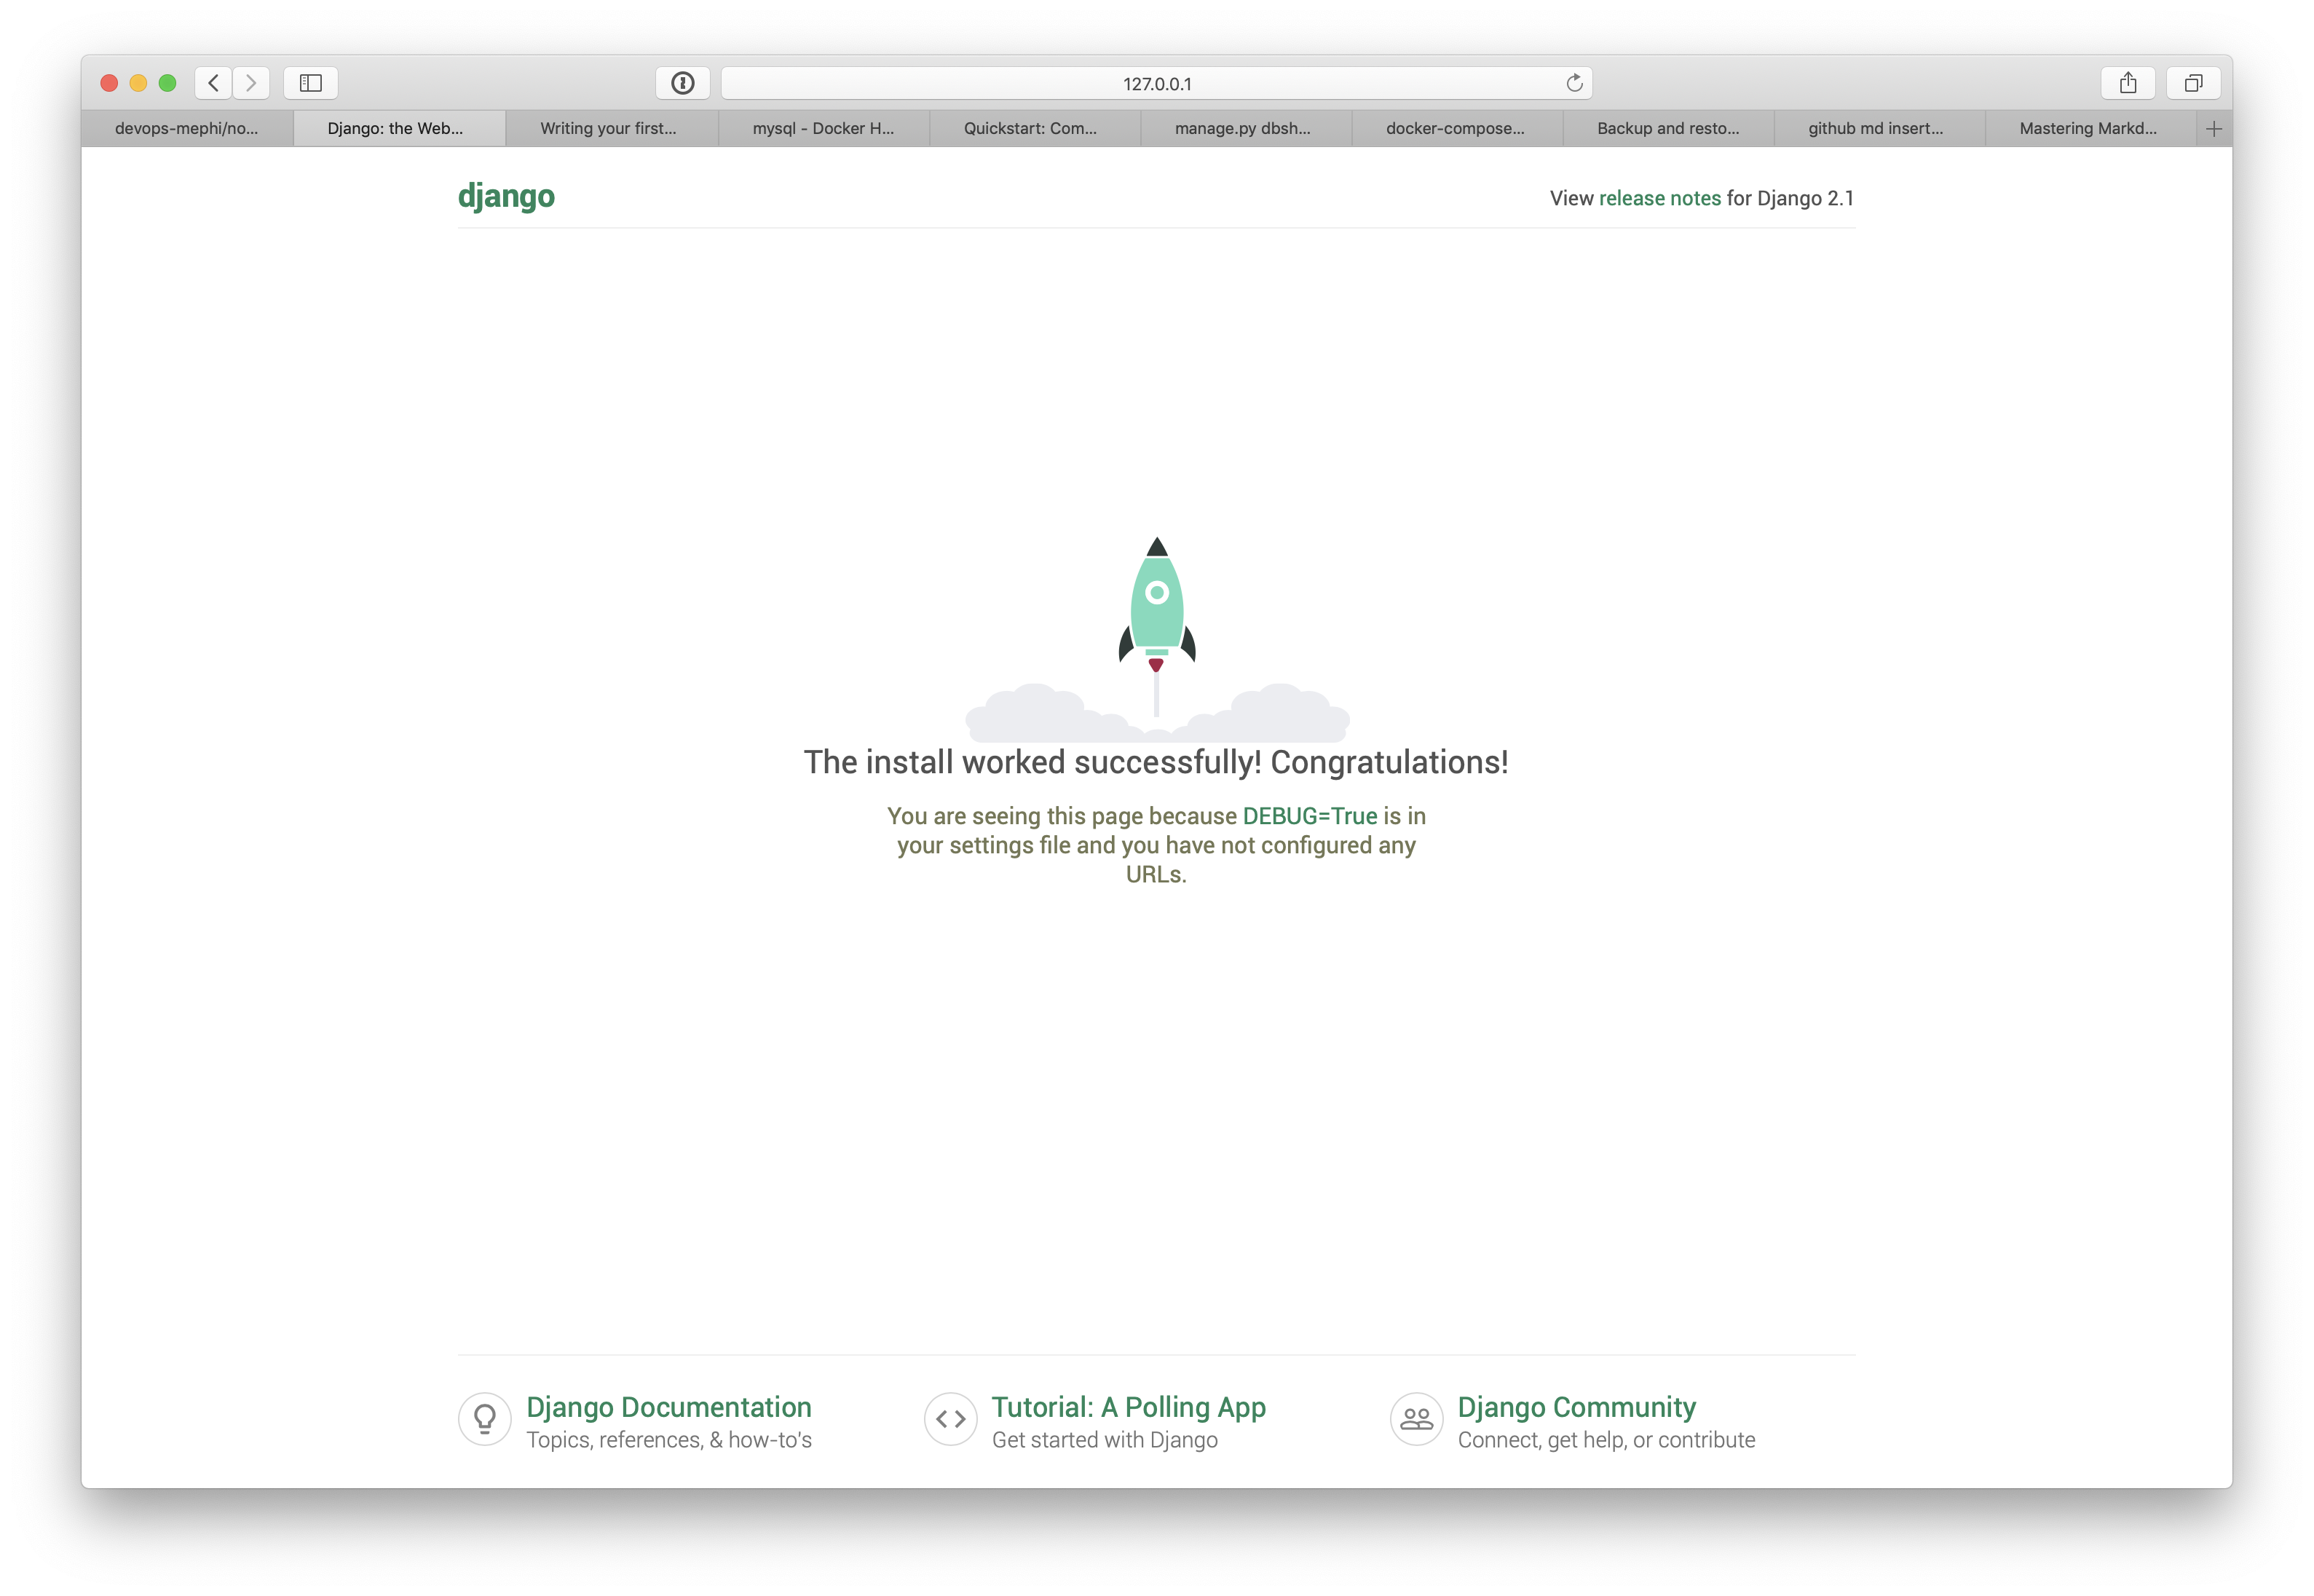 127.0.0.1
devops-mephi/no...
Django: the Web...
Writing your first...
mysql - Docker H...
Quickstart: Com...
manage.py dbsh...
docker-compose...
Backup and resto...
github md insert...
Mastering Markd...
django
View release notes for Django 2.1
The install worked successfully! Congratulations!
You are seeing this page because DEBUG=True is in
your settings file and you have not configured any
URLs.
Django Documentation
Topics, references, & how-to's
Tutorial: A Polling App
Get started with Django
Django Community
Connect, get help, or contribute